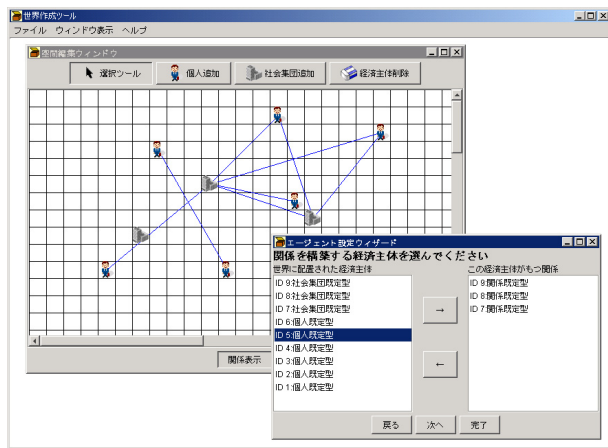 世界作成ツール
ファイル ウィンドウ表示 ヘルプ
空間編集ウィンドウ
選択ツール 個人追加 社会集団追加 経済主体削除
関係表示
エージェント設定ウィザード
関係を構築する経済主体を選んでください
世界に配置された経済主体 この経済主体がもつ関係
ID 9:社会集団既定型 ID 9:関係既定型
ID 8:社会集団既定型 ID 8:関係既定型
ID 7:社会集団既定型 → ID 7:関係既定型
ID 6:個人既定型
ID 5:個人既定型
ID 4:個人既定型
ID 3:個人既定型 ←
ID 2:個人既定型
ID 1:個人既定型
戻る 次へ 完了